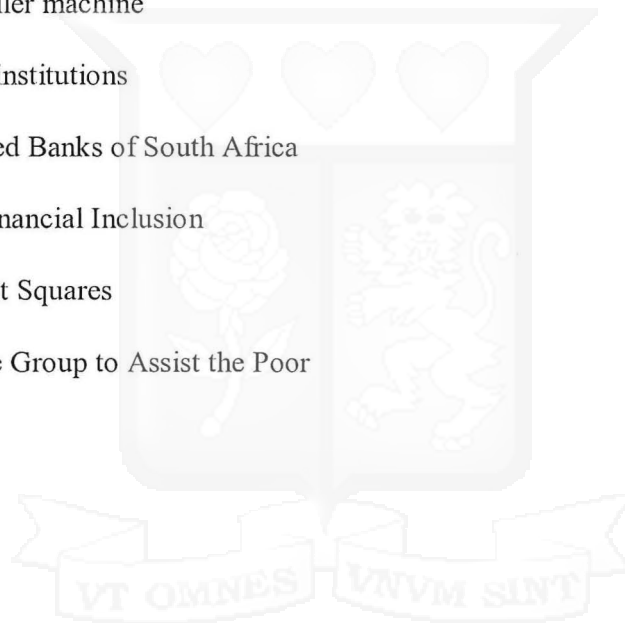 ller machine
institutions
ed Banks of South Africa
nancial Inclusion
t Squares
e Group to Assist the Poor
VT OMNES VNVM SINT